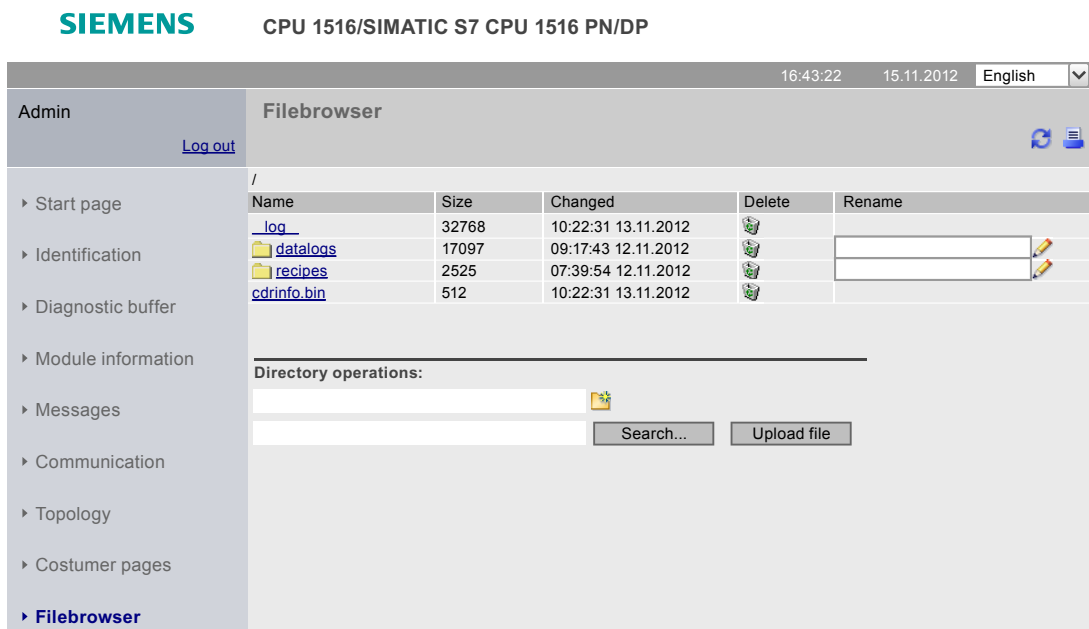 SIEMENS CPU 1516/SIMATIC S7 CPU 1516 PN/DP
16:43:22 15.11.2012 English
Admin
Log out
Filebrowser
/
Name Size Changed Delete Rename
_log_ 32768 10:22:31 13.11.2012
datalogs 17097 09:17:43 12.11.2012
recipes 2525 07:39:54 12.11.2012
cdrinfo.bin 512 10:22:31 13.11.2012
Directory operations:
Search... Upload file
Start page
Identification
Diagnostic buffer
Module information
Messages
Communication
Topology
Costumer pages
Filebrowser